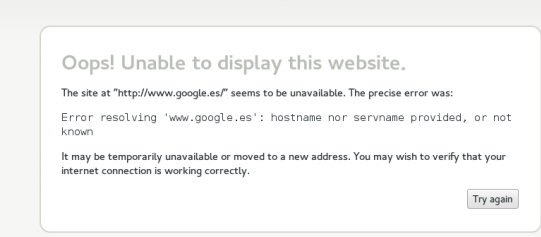 Oops! Unable to display this website.
The site at "http://www.google.es/" seems to be unavailable. The precise error was:
Error resolving 'www.google.es': hostname nor servname provided, or not
known
It may be temporarily unavailable or moved to a new address. You may wish to verify that your
internet connection is working correctly.
Try again